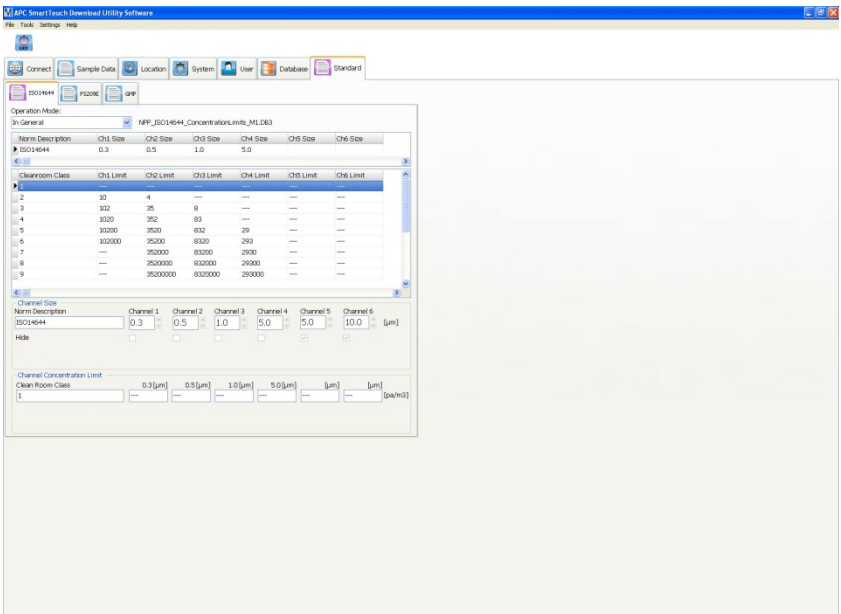 APC SmartTouch Download Utility Software
File Tools Settings Help
EXIT
Connect Sample Data Location System User Database Standard
ISO14644 FS209E GMP
Operation Mode:
In General NPP_ISO14644_ConcentrationLimits_M1.DB3
Norm Description Ch1 Size Ch2 Size Ch3 Size Ch4 Size Ch5 Size Ch6 Size
ISO14644 0.3 0.5 1.0 5.0
Cleanroom Class Ch1 Limit Ch2 Limit Ch3 Limit Ch4 Limit Ch5 Limit Ch6 Limit
1 --- --- --- --- --- ---
2 10 4 --- --- --- ---
3 102 35 8 --- --- ---
4 1020 352 83 --- --- ---
5 10200 3520 832 29 --- ---
6 102000 35200 8320 293 --- ---
7 --- 352000 83200 2930 --- ---
8 --- 3520000 832000 29300 --- ---
9 --- 35200000 8320000 293000 --- ---
Channel Size
Norm Description Channel 1 Channel 2 Channel 3 Channel 4 Channel 5 Channel 6
ISO14644 0.3 0.5 1.0 5.0 5.0 10.0 [µm]
Hide
Channel Concentration Limit
Clean Room Class 0.3 [µm] 0.5 [µm] 1.0 [µm] 5.0 [µm] [µm] [µm]
1 --- --- --- --- --- --- [pa/m3]